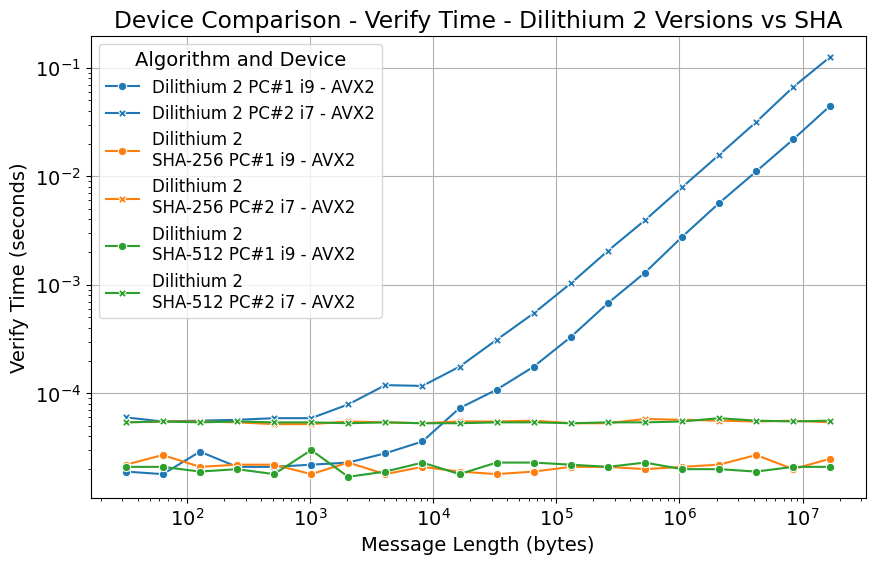 Device Comparison - Verify Time - Dilithium 2 Versions vs SHA
Algorithm and Device
Dilithium 2 PC#1 i9 - AVX2
Dilithium 2 PC#2 i7 - AVX2
Dilithium 2
SHA-256 PC#1 i9 - AVX2
Dilithium 2
SHA-256 PC#2 i7 - AVX2
Dilithium 2
SHA-512 PC#1 i9 - AVX2
Dilithium 2
SHA-512 PC#2 i7 - AVX2
Verify Time (seconds)
10⁻¹
10⁻²
10⁻³
10⁻⁴
10² 10³ 10⁴ 10⁵ 10⁶ 10⁷
Message Length (bytes)